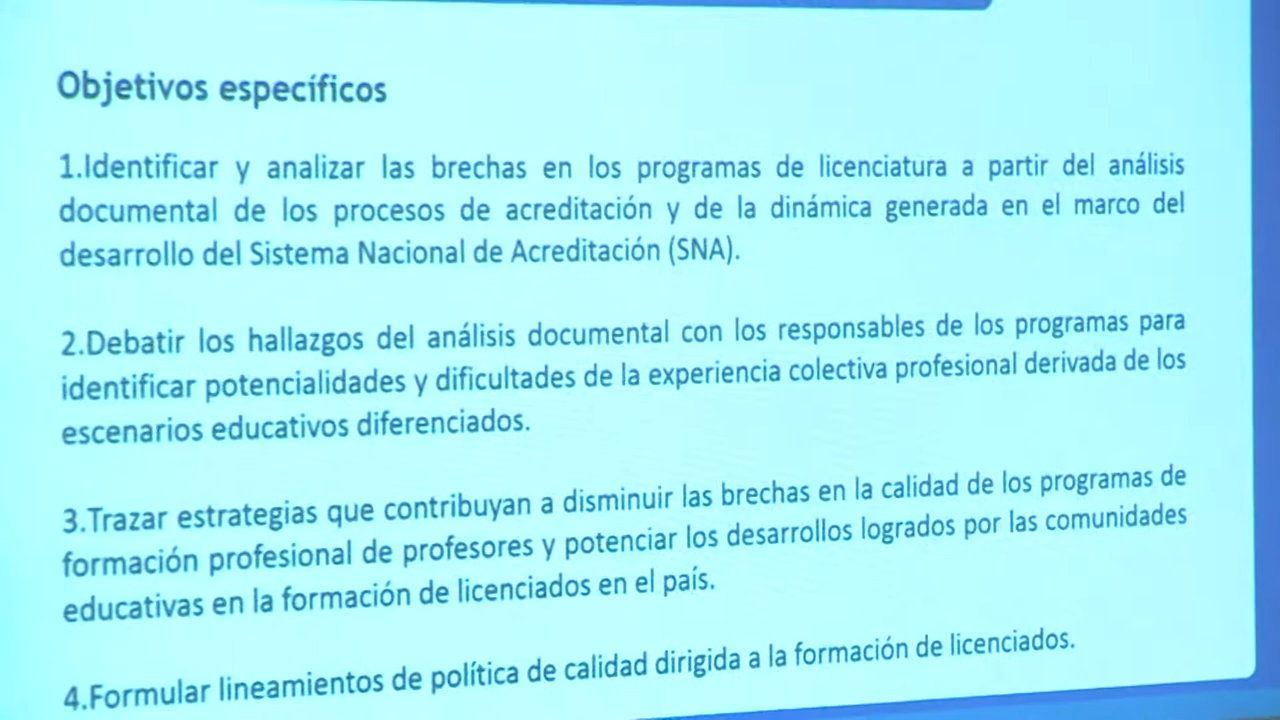 Objetivos específicos
1.Identificar y analizar las brechas en los programas de licenciatura a partir del análisis
documental de los procesos de acreditación y de la dinámica generada en el marco del
desarrollo del Sistema Nacional de Acreditación (SNA).
2.Debatir los hallazgos del análisis documental con los responsables de los programas para
identificar potencialidades y dificultades de la experiencia colectiva profesional derivada de los
escenarios educativos diferenciados.
3.Trazar estrategias que contribuyan a disminuir las brechas en la calidad de los programas de
formación profesional de profesores y potenciar los desarrollos logrados por las comunidades
educativas en la formación de licenciados en el país.
4.Formular lineamientos de política de calidad dirigida a la formación de licenciados.